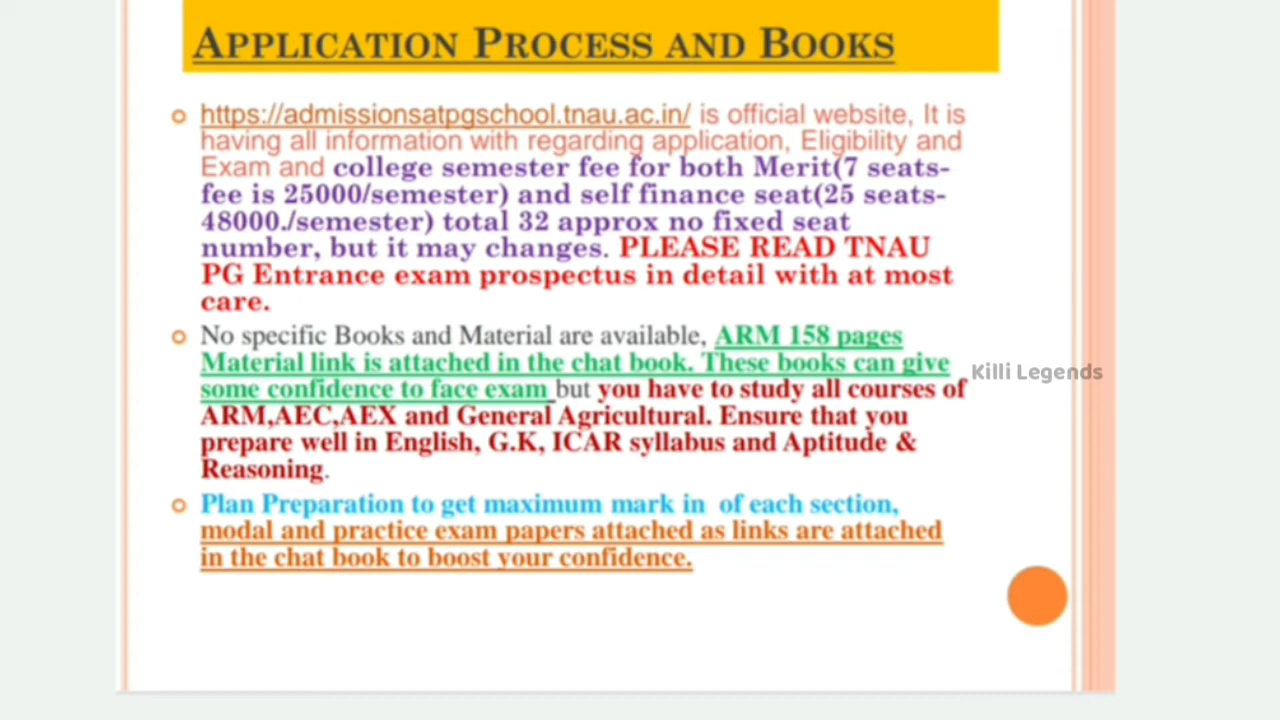 APPLICATION PROCESS AND BOOKS
https://admissionsatpgschool.tnau.ac.in/ is official website, It is
having all information with regarding application, Eligibility and
Exam and college semester fee for both Merit(7 seats-
fee is 25000/semester) and self finance seat(25 seats-
48000./semester) total 32 approx no fixed seat
number, but it may changes. PLEASE READ TNAU
PG Entrance exam prospectus in detail with at most
care.
No specific Books and Material are available, ARM 158 pages
Material link is attached in the chat book. These books can give
some confidence to face exam but you have to study all courses of
ARM,AEC,AEX and General Agricultural. Ensure that you
prepare well in English, G.K, ICAR syllabus and Aptitude &
Reasoning.
Plan Preparation to get maximum mark in of each section,
modal and practice exam papers attached as links are attached
in the chat book to boost your confidence.
Killi Legends